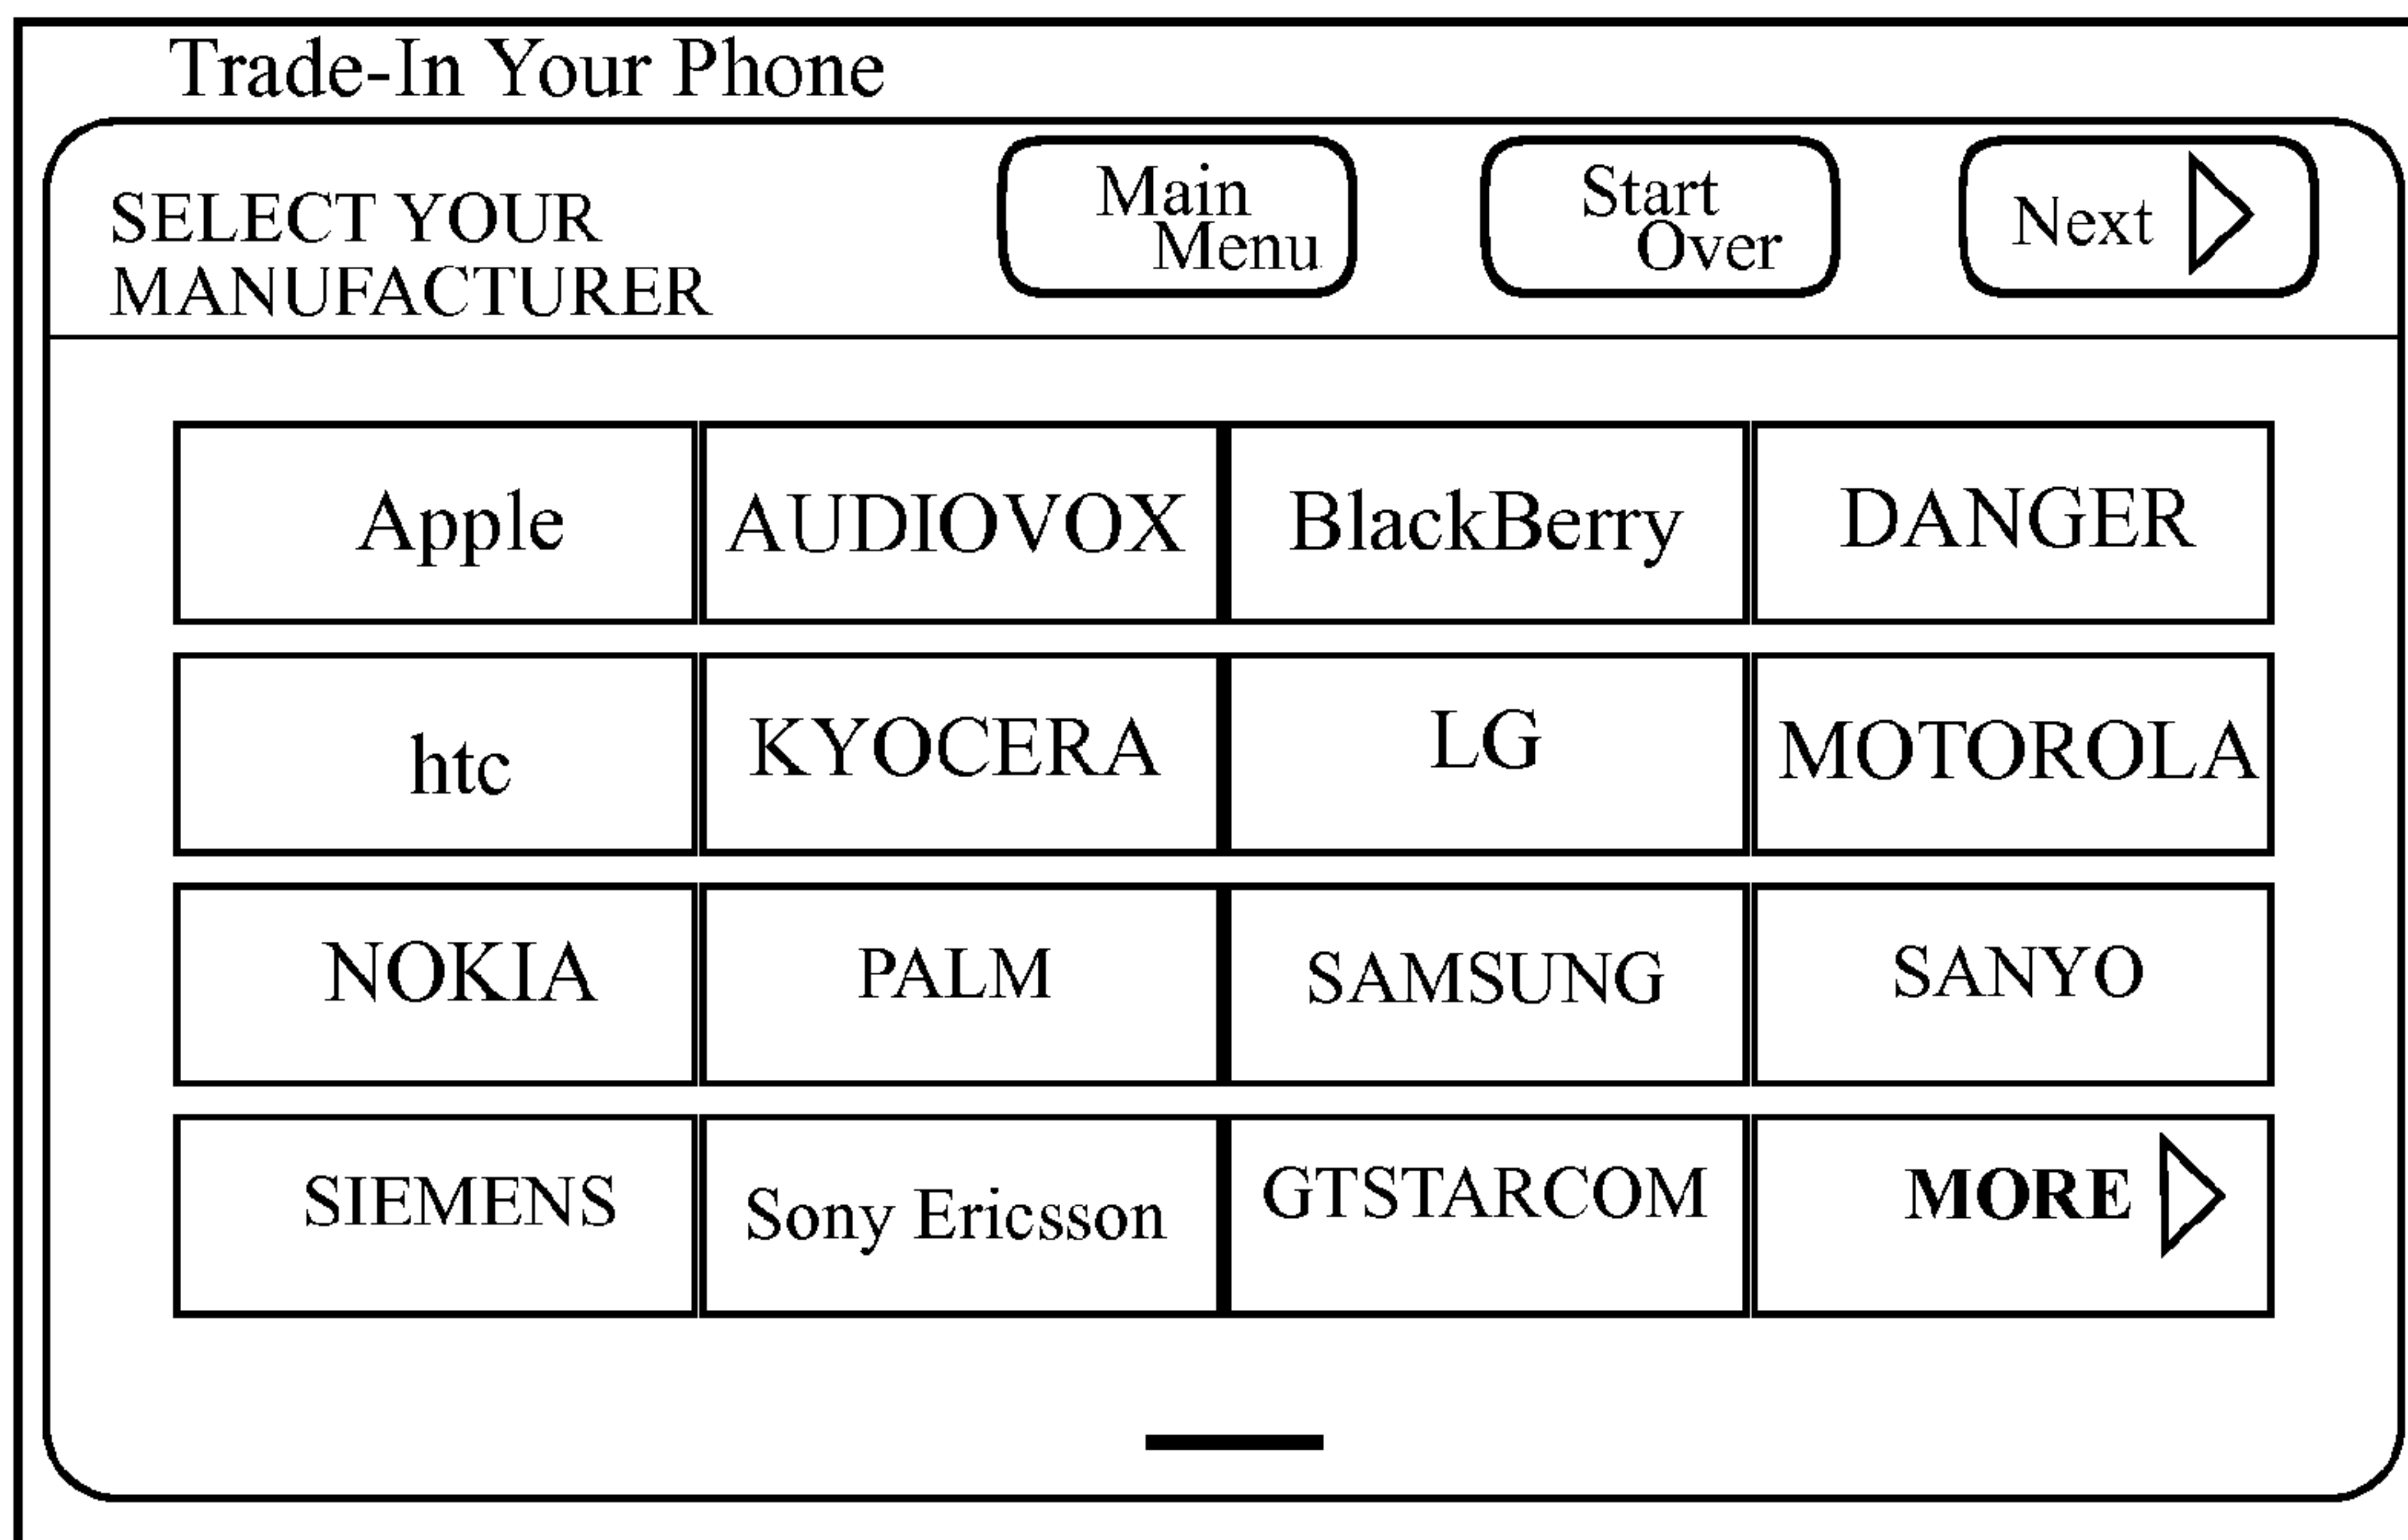 Trade-In Your Phone
SELECT YOUR
MANUFACTURER
Main
Menu
Start
Over
Next
Apple
AUDIOVOX
BlackBerry
DANGER
htc
KYOCERA
LG
MOTOROLA
NOKIA
PALM
SAMSUNG
SANYO
SIEMENS
Sony Ericsson
GTSTARCOM
MORE